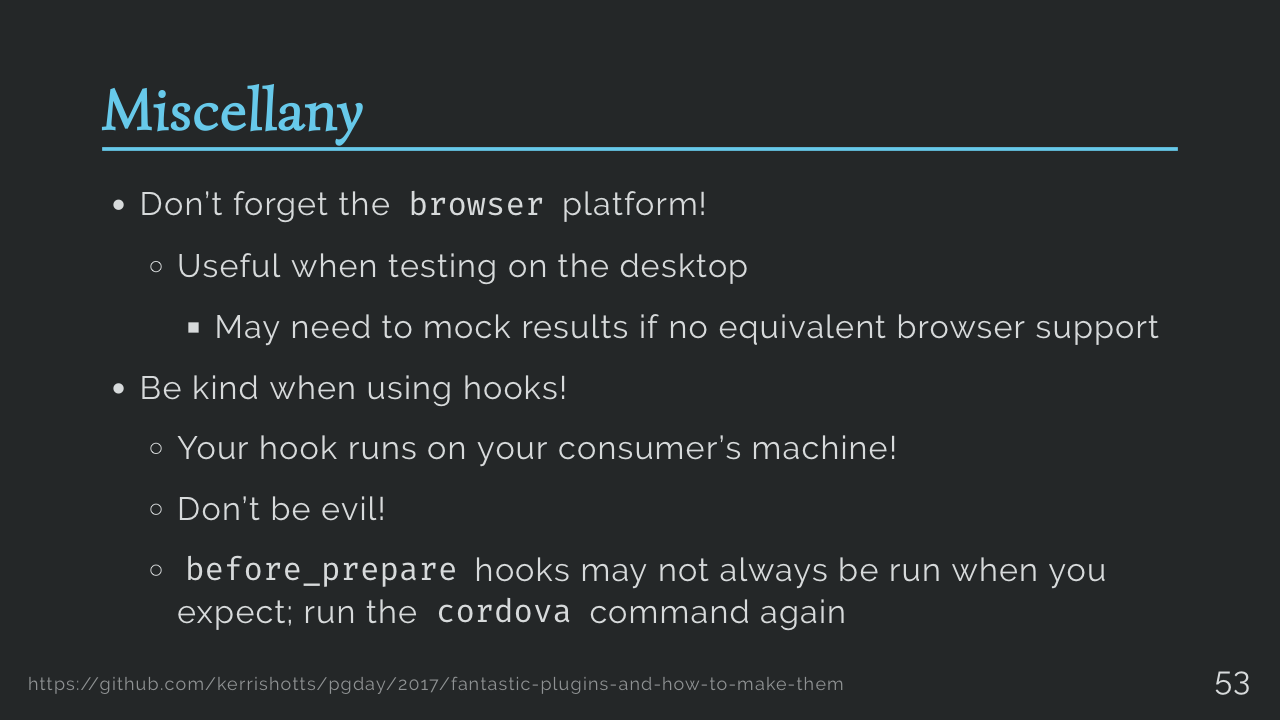 Miscellany
• Don’t forget the browser platform!
○ Useful when testing on the desktop
▪ May need to mock results if no equivalent browser support
• Be kind when using hooks!
○ Your hook runs on your consumer’s machine!
○ Don’t be evil!
○ before_prepare hooks may not always be run when you
expect; run the cordova command again
https://github.com/kerrishotts/pgday/2017/fantastic-plugins-and-how-to-make-them
53